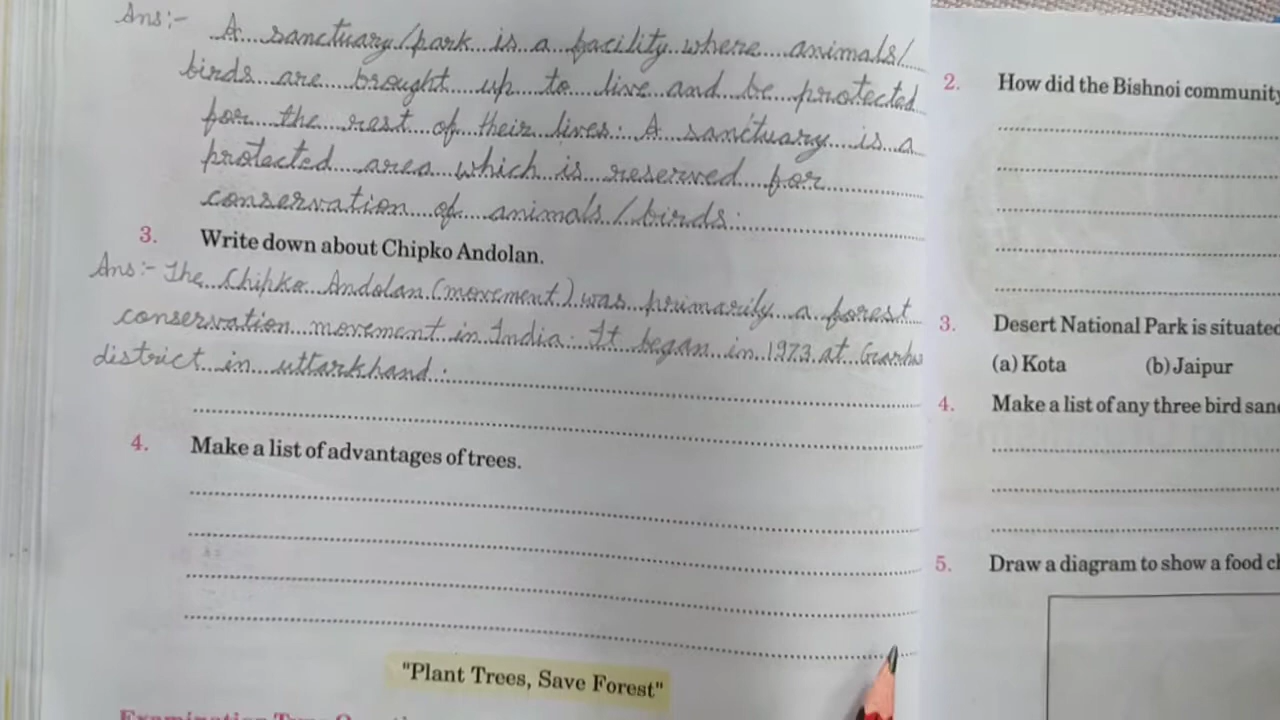 Ans:- A sanctuary/park is a facility where animals/
birds are brought up to live and be protected
for the rest of their lives. A sanctuary is a
protected area which is reserved for
conservation of animals/birds.
3. Write down about Chipko Andolan.
Ans:- The Chipko Andolan (movement) was primarily a forest
conservation movement in India. It began in 1973 at
district in uttarkhand.
4. Make a list of advantages of trees.
"Plant Trees, Save Forest"
2. How did the Bishnoi community
3. Desert National Park is situated
(a) Kota (b) Jaipur
4. Make a list of any three bird
5. Draw a diagram to show a food